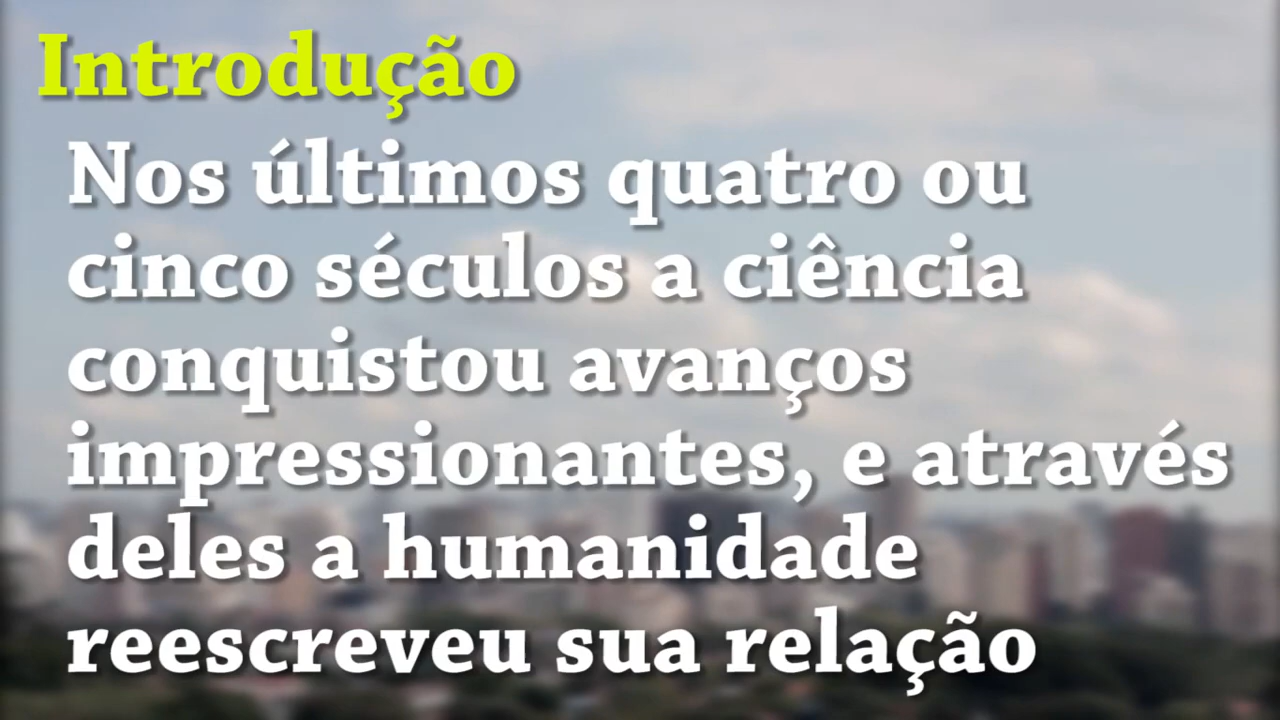 Introdução
Nos últimos quatro ou
cinco séculos a ciência
conquistou avanços
impressionantes, e através
deles a humanidade
reescreveu sua relação